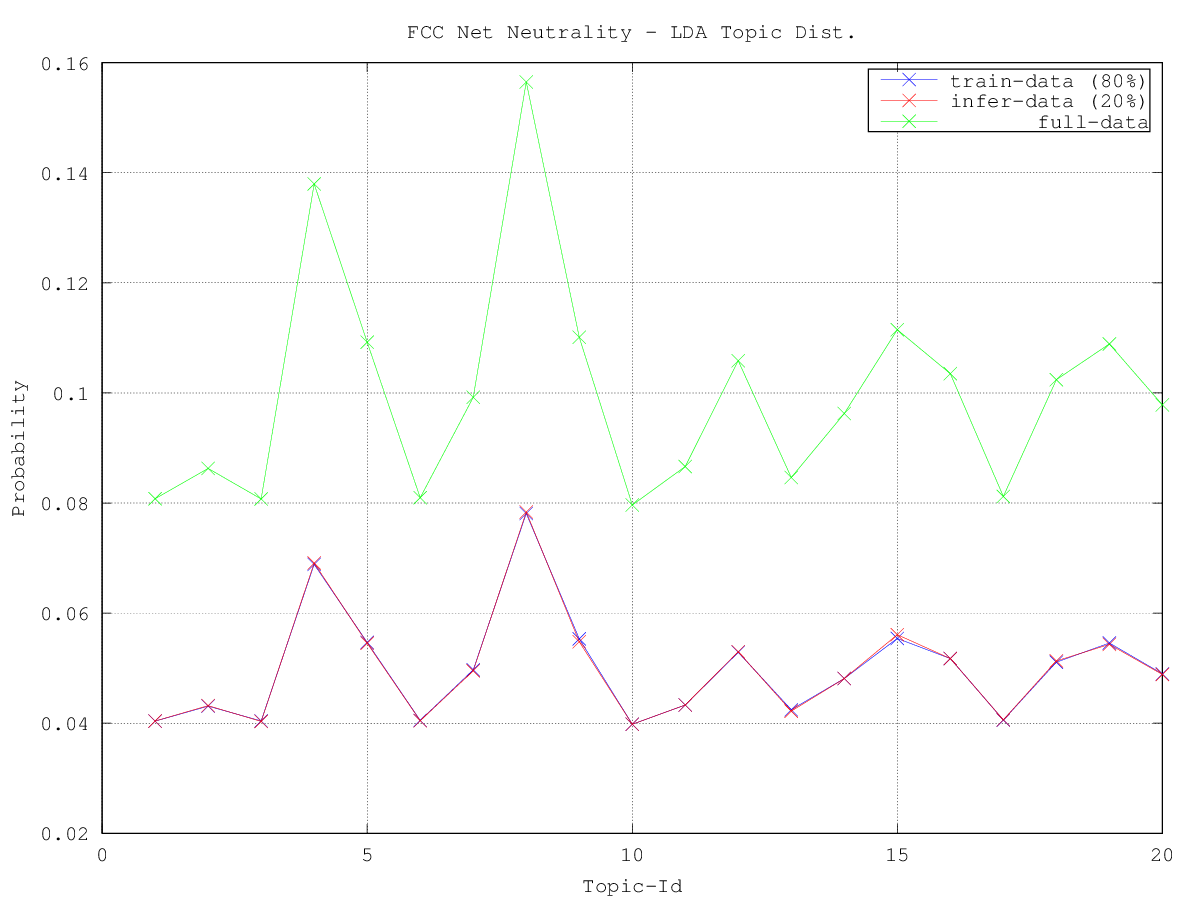 FCC Net Neutrality - LDA Topic Dist.
train-data (80%)
infer-data (20%)
full-data
0.16
0.14
0.12
0.1
0.08
0.06
0.04
0.02
Probability
0 5 10 15 20
Topic-Id